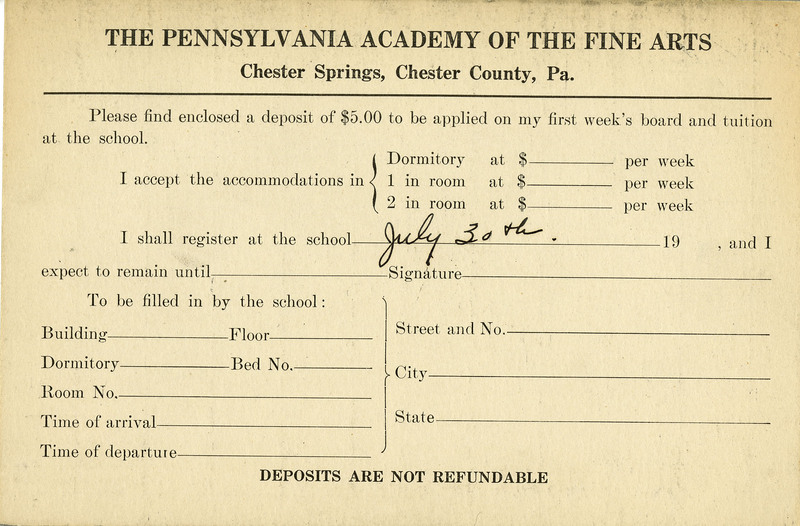 THE PENNSYLVANIA ACADEMY OF THE FINE ARTS
Chester Springs, Chester County, Pa.
Please find enclosed a deposit of $5.00 to be applied on my first week's board and tuition
at the school.
I accept the accommodations in
Dormitory at $ per week
1 in room at $ per week
2 in room at $ per week
I shall register at the school July 30th. 19 , and I
expect to remain until Signature
To be filled in by the school:
Building Floor
Dormitory Bed No.
Room No.
Time of arrival
Time of departure
Street and No.
City
State
DEPOSITS ARE NOT REFUNDABLE